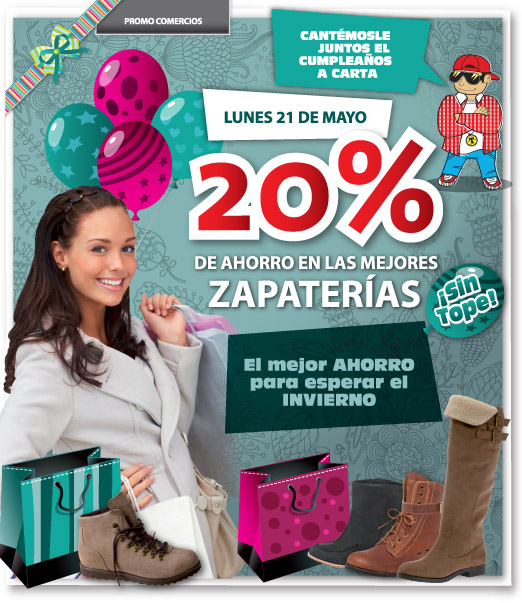 PROMO COMERCIOS
CANTÉMOSLE
JUNTOS EL
CUMPLEAÑOS
A CARTA
LUNES 21 DE MAYO
20%
DE AHORRO EN LAS MEJORES
ZAPATERÍAS
¡Sin
Tope!
El mejor AHORRO
para esperar el
INVIERNO